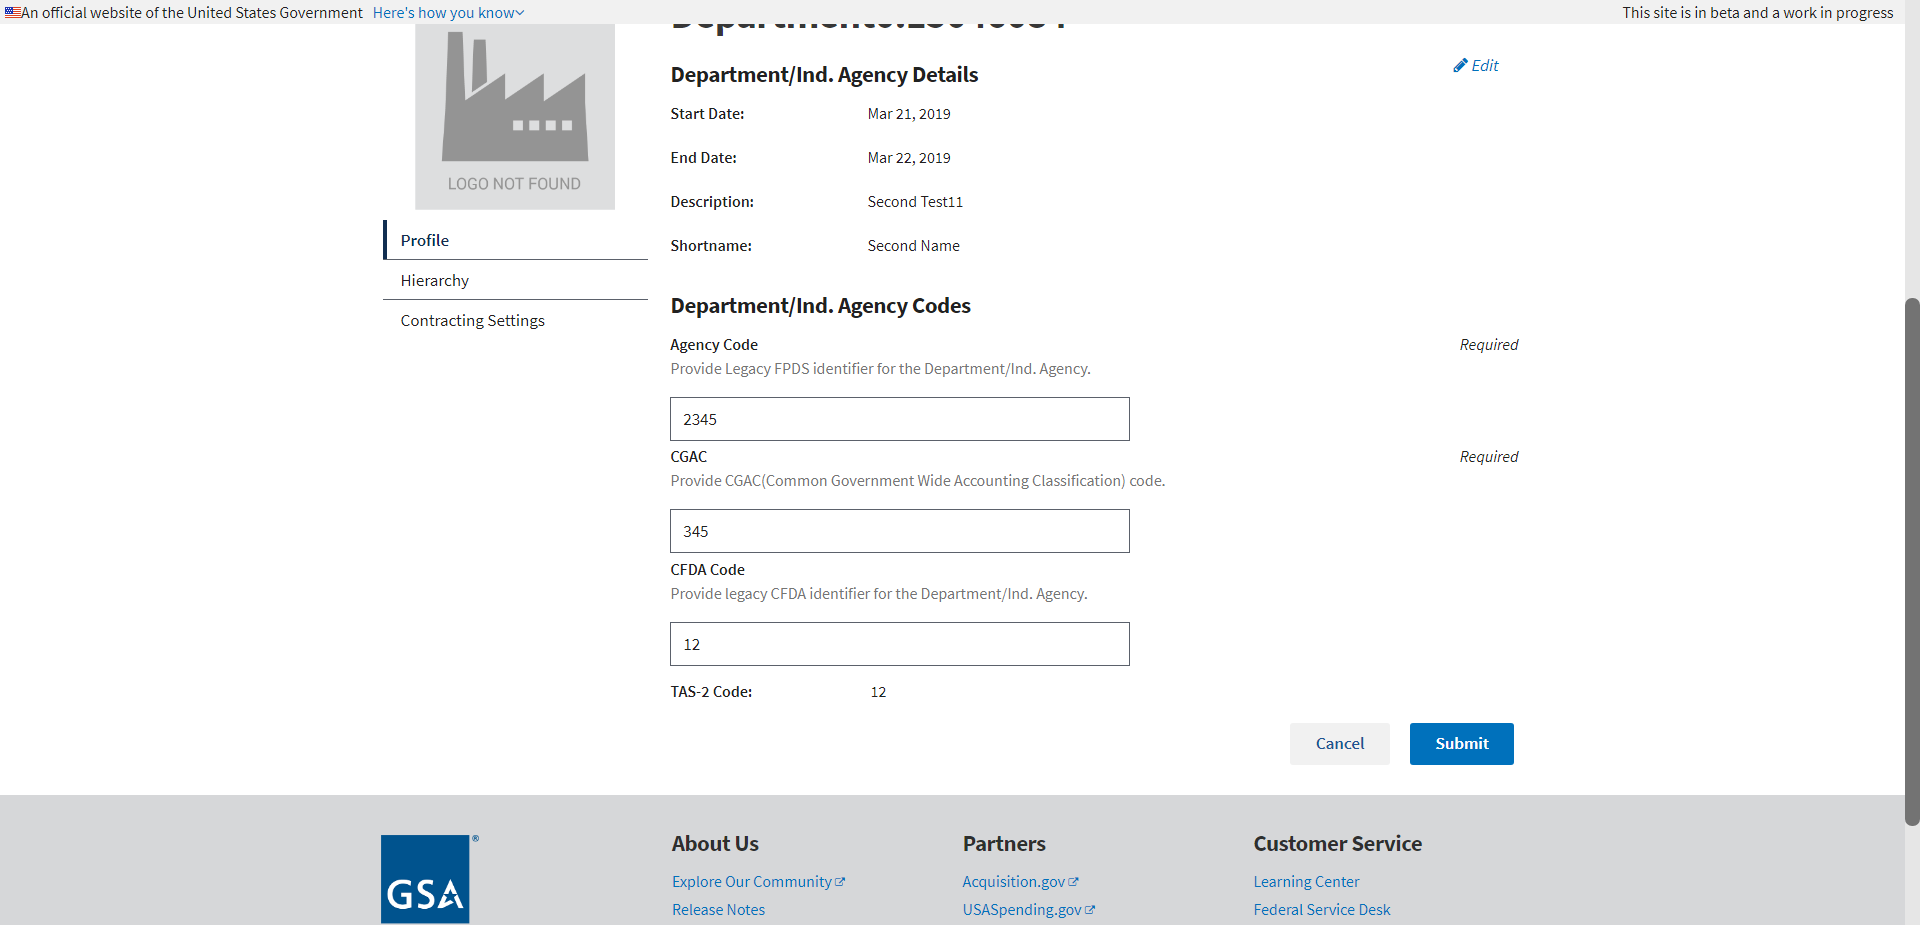 An official website of the United States Government Here's how you know
This site is in beta and a work in progress
LOGO NOT FOUND
Profile
Hierarchy
Contracting Settings
Department/Ind. Agency Details
Edit
Start Date: Mar 21, 2019
End Date: Mar 22, 2019
Description: Second Test11
Shortname: Second Name
Department/Ind. Agency Codes
Agency Code Required
Provide Legacy FPDS identifier for the Department/Ind. Agency.
2345
CGAC Required
Provide CGAC(Common Government Wide Accounting Classification) code.
345
CFDA Code
Provide legacy CFDA identifier for the Department/Ind. Agency.
12
TAS-2 Code: 12
Cancel Submit
GSA ®
About Us
Explore Our Community
Release Notes
Partners
Acquisition.gov
USASpending.gov
Customer Service
Learning Center
Federal Service Desk